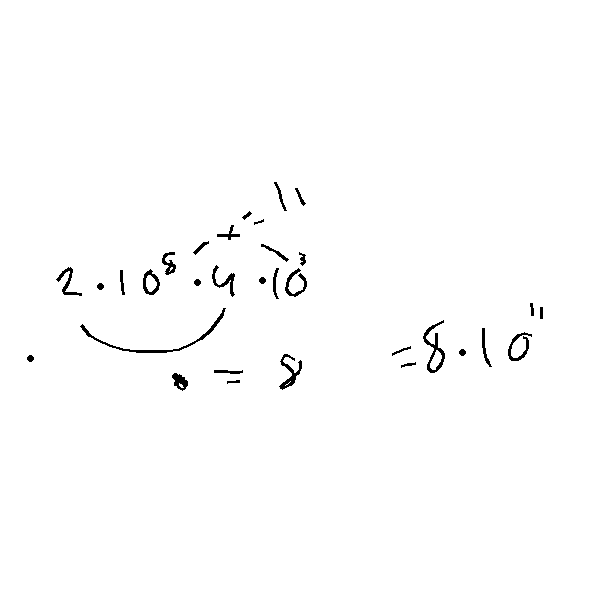 + = 11
2 · 10⁸ · 4 · 10³
= 8 = 8 · 10¹¹